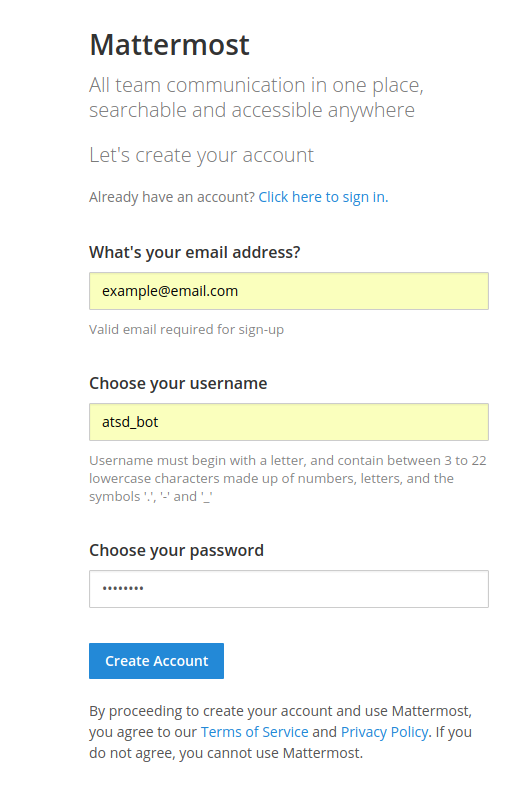 Mattermost
All team communication in one place,
searchable and accessible anywhere
Let's create your account
Already have an account? Click here to sign in.
What's your email address?
example@email.com
Valid email required for sign-up
Choose your username
atsd_bot
Username must begin with a letter, and contain between 3 to 22
lowercase characters made up of numbers, letters, and the
symbols '.', '-' and '_'
Choose your password
••••••••
Create Account
By proceeding to create your account and use Mattermost,
you agree to our Terms of Service and Privacy Policy. If you
do not agree, you cannot use Mattermost.